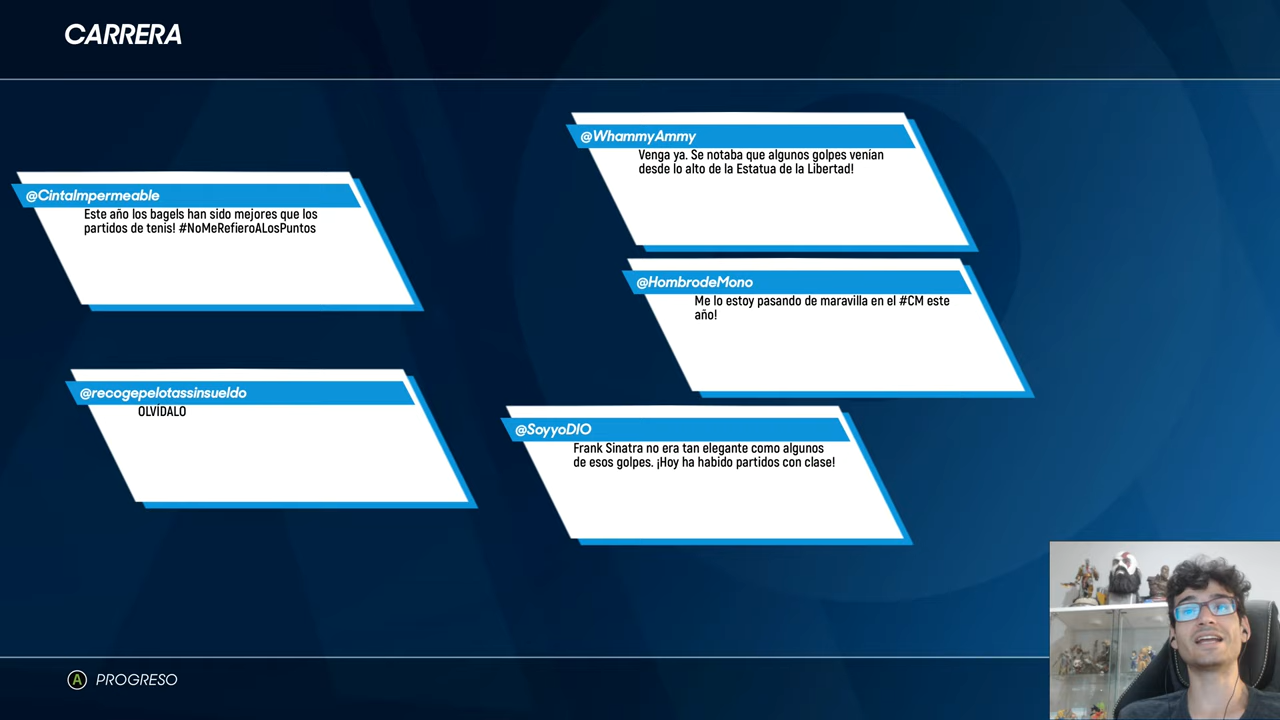 CARRERA
@CintaImpermeable
Este año los bagels han sido mejores que los
partidos de tenis! #NoMeRefieroALosPuntos
@recogepelotassinsueldo
OLVÍDALO
@WhammyAmmy
Venga ya. Se notaba que algunos golpes venían
desde lo alto de la Estatua de la Libertad!
@HombrodeMono
Me lo estoy pasando de maravilla en el #CM este
año!
@SoyyoDIO
Frank Sinatra no era tan elegante como algunos
de esos golpes. ¡Hoy ha habido partidos con clase!
A PROGRESO